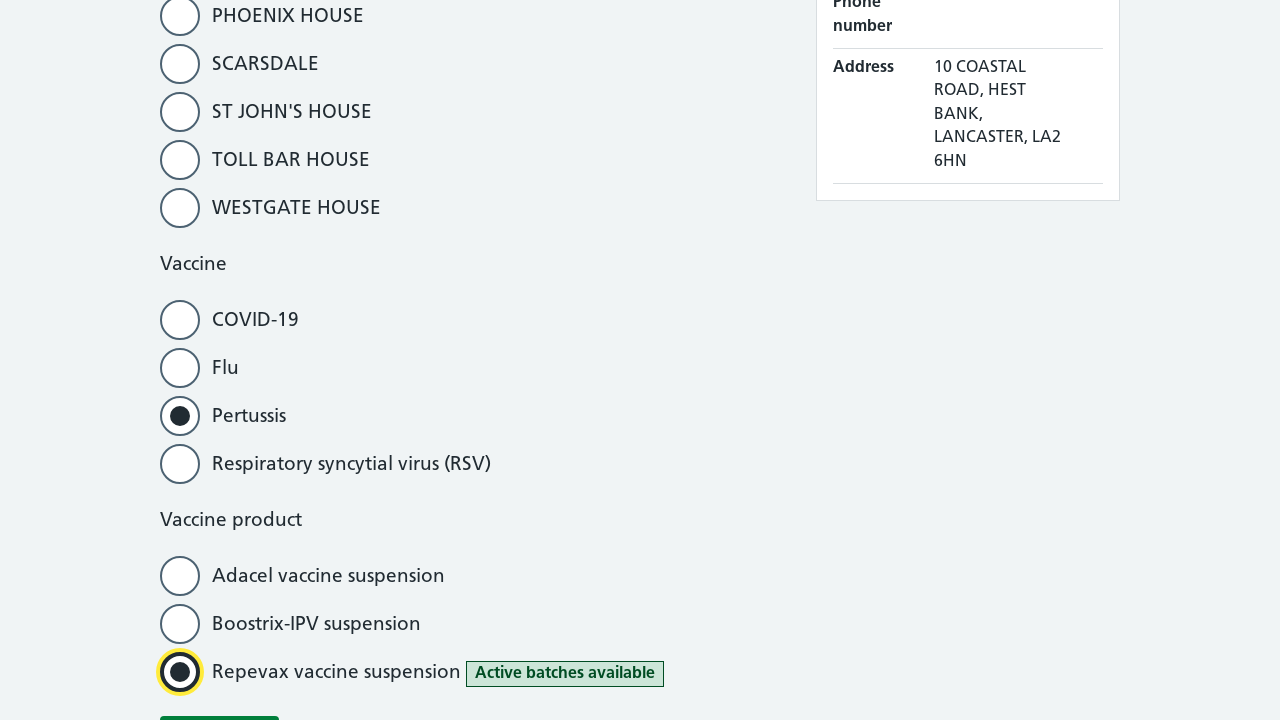 PHOENIX HOUSE
SCARSDALE
ST JOHN'S HOUSE
TOLL BAR HOUSE
WESTGATE HOUSE
Vaccine
COVID-19
Flu
Pertussis
Respiratory syncytial virus (RSV)
Vaccine product
Adacel vaccine suspension
Boostrix-IPV suspension
Repevax vaccine suspension Active batches available
Phone
number
Address
10 COASTAL
ROAD, HEST
BANK,
LANCASTER, LA2
6HN